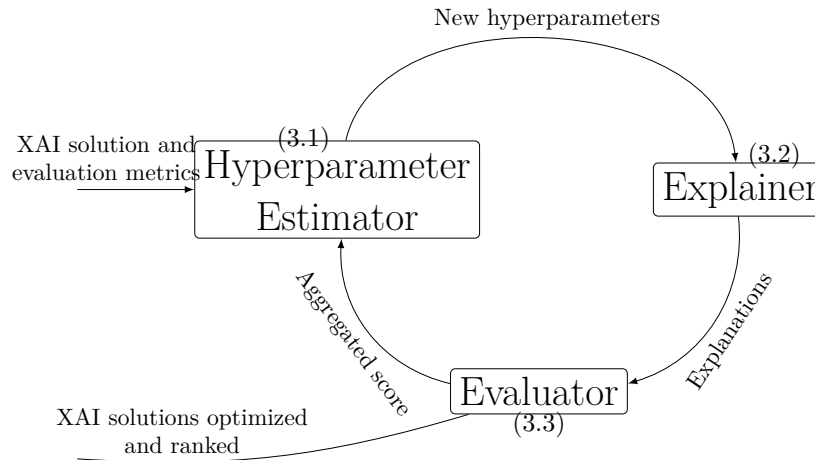 New hyperparameters
XAI solution and
evaluation metrics
(3.1)
Hyperparameter
Estimator
(3.2)
Explainer
Aggregated score
Explanations
Evaluator
(3.3)
XAI solutions optimized
and ranked